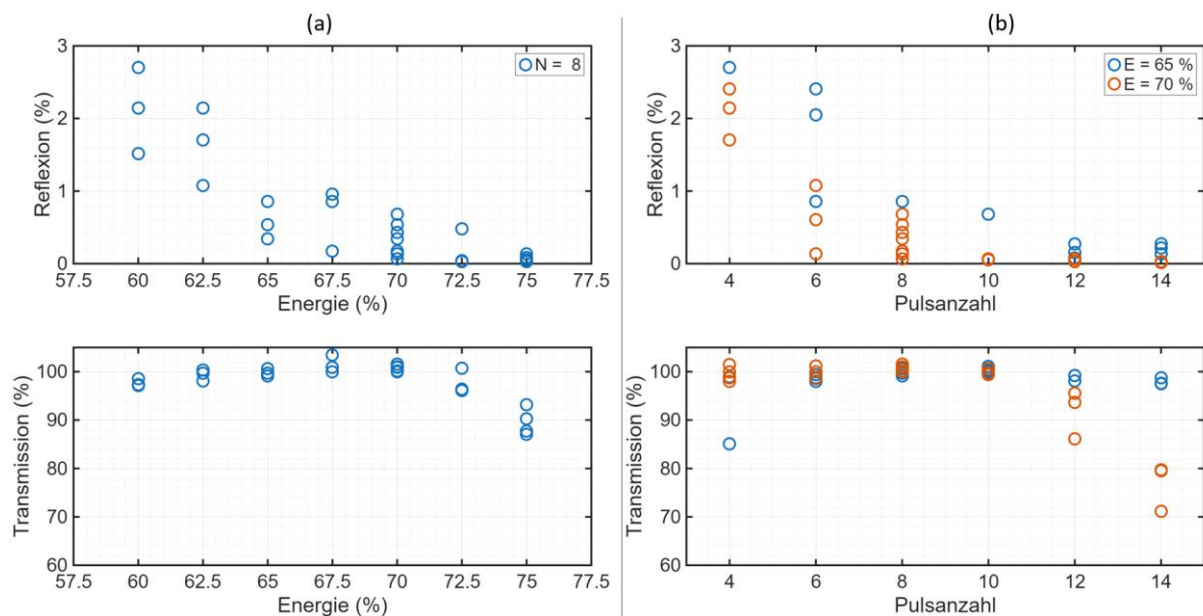 (a)
Reflexion (%)
3
2
1
0
N = 8
57.5 60 62.5 65 67.5 70 72.5 75 77.5
Energie (%)
Transmission (%)
100
90
80
70
60
57.5 60 62.5 65 67.5 70 72.5 75 77.5
Energie (%)
(b)
Reflexion (%)
3
2
1
0
E = 65 %
E = 70 %
4 6 8 10 12 14
Pulsanzahl
Transmission (%)
100
90
80
70
60
4 6 8 10 12 14
Pulsanzahl